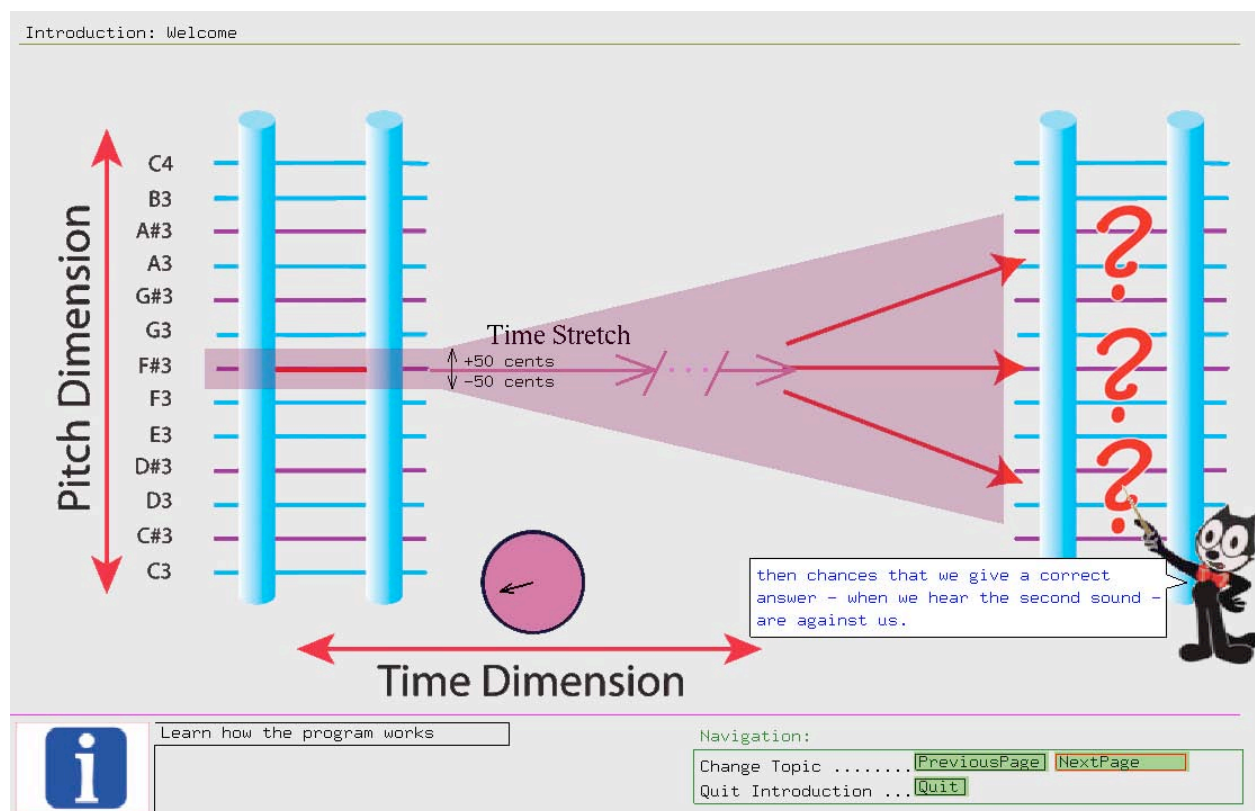 Introduction: Welcome
Pitch Dimension
C4
B3
A#3
A3
G#3
G3
F#3
F3
E3
D#3
D3
C#3
C3
Time Stretch
+50 cents
-50 cents
? ? ?
then chances that we give a correct
answer - when we hear the second sound -
are against us.
Time Dimension
i
Learn how the program works
Navigation:
Change Topic ........PreviousPage NextPage
Quit Introduction ...Quit